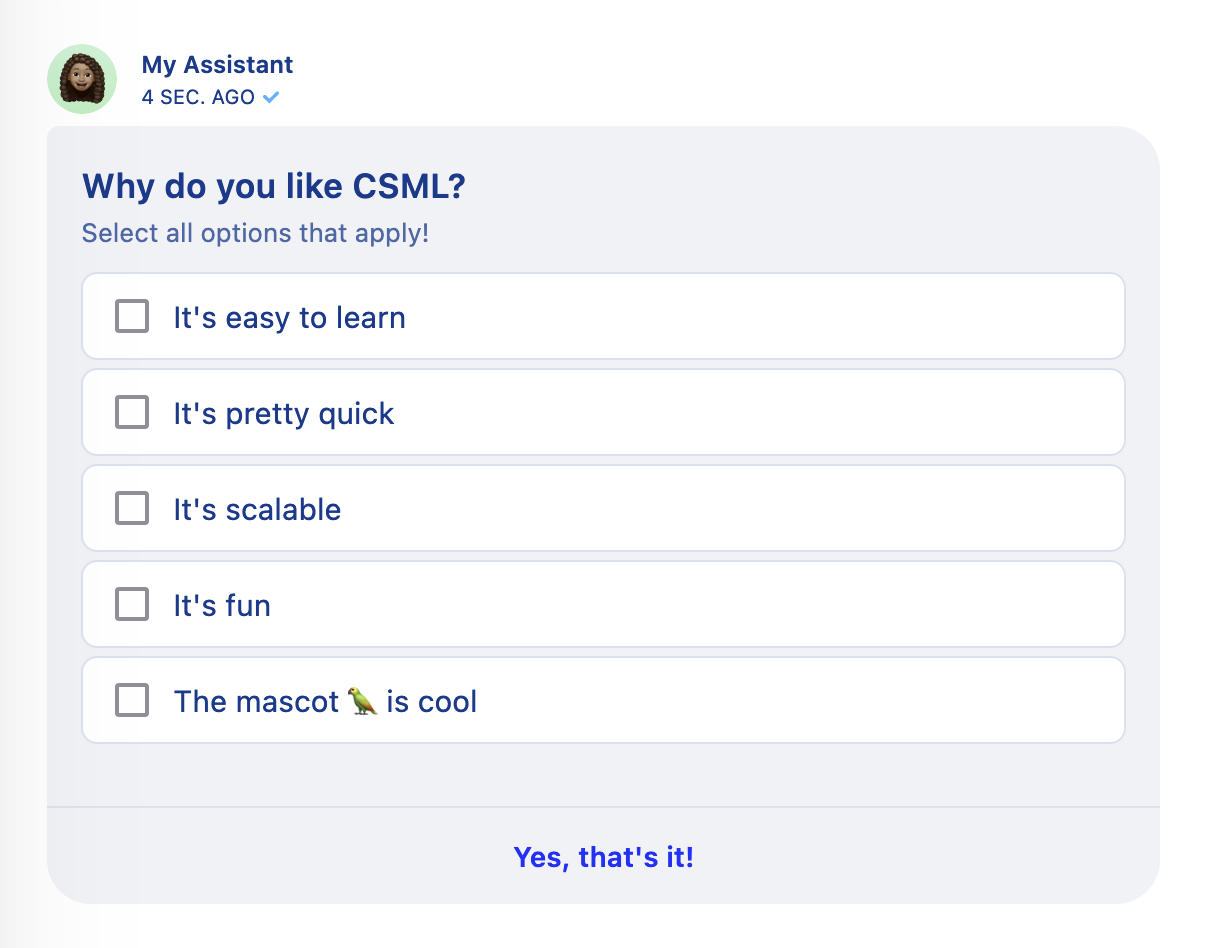 My Assistant
4 SEC. AGO
Why do you like CSML?
Select all options that apply!
It's easy to learn
It's pretty quick
It's scalable
It's fun
The mascot 🦜 is cool
Yes, that's it!